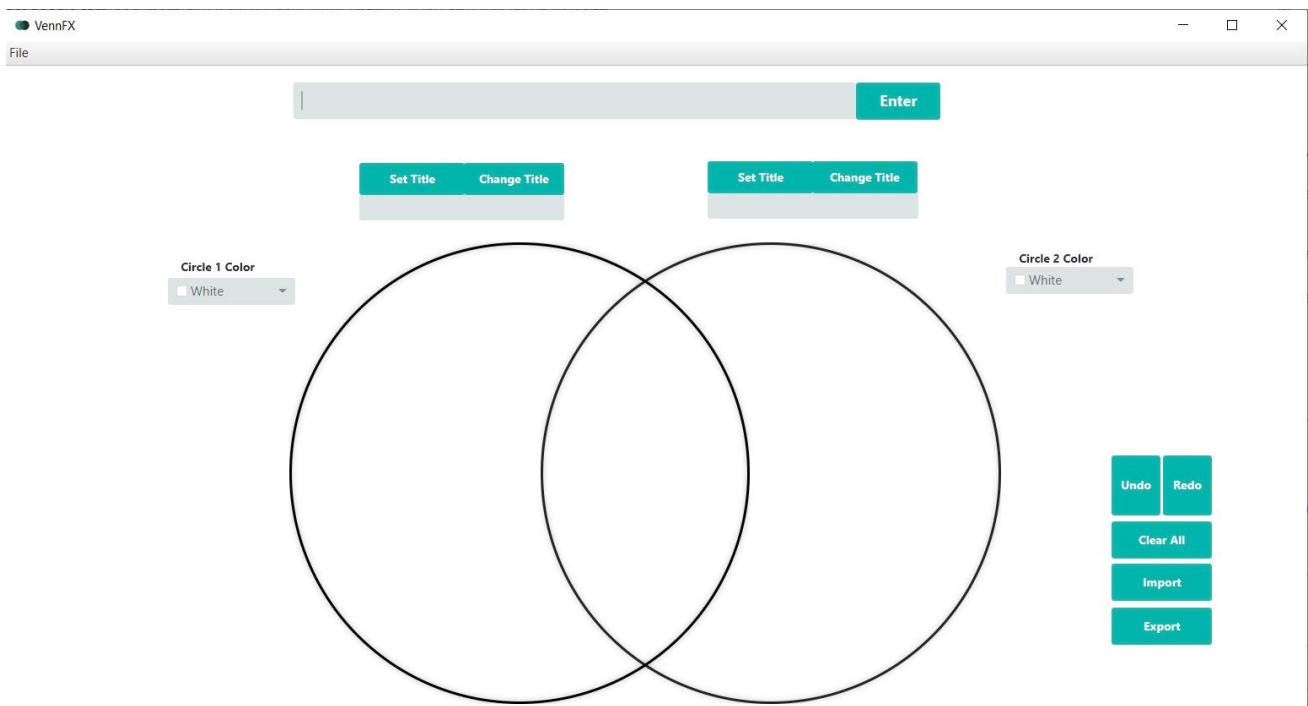 VennFX
File
Enter
Set Title Change Title
Set Title Change Title
Circle 1 Color
White
Circle 2 Color
White
Undo Redo
Clear All
Import
Export